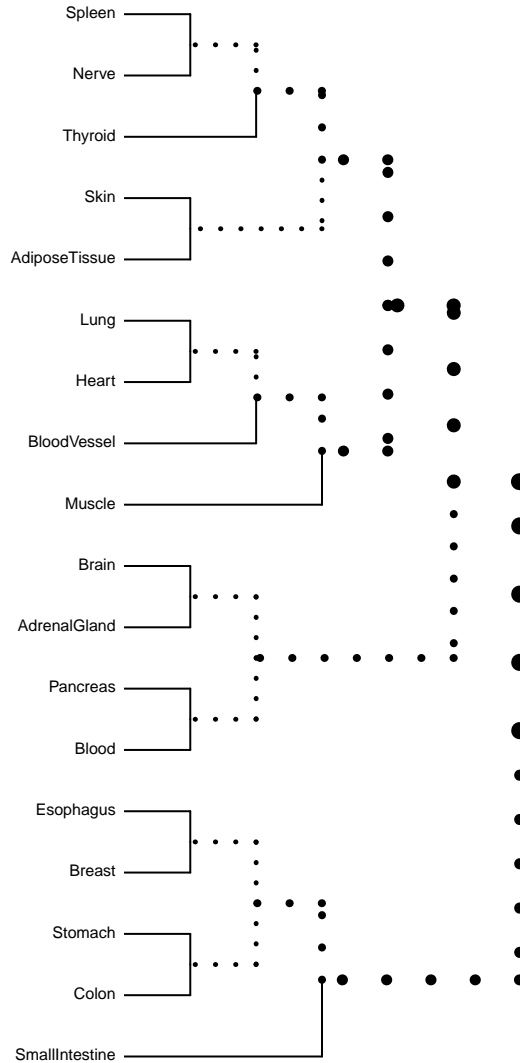 Spleen
Nerve
Thyroid
Skin
AdiposeTissue
Lung
Heart
BloodVessel
Muscle
Brain
AdrenalGland
Pancreas
Blood
Esophagus
Breast
Stomach
Colon
SmallIntestine